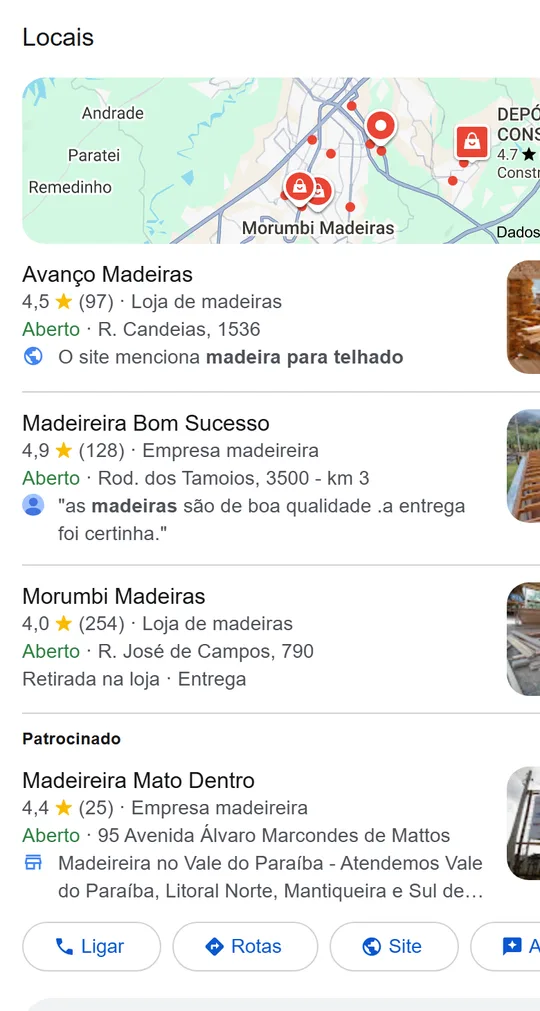 Locais
Andrade
Paratei
Remedinho
Morumbi Madeiras
DEPÓ
CONS
4.7 ★
Constr
Dados
Avanço Madeiras
4,5 ★ (97) · Loja de madeiras
Aberto · R. Candeias, 1536
O site menciona madeira para telhado
Madeireira Bom Sucesso
4,9 ★ (128) · Empresa madeireira
Aberto · Rod. dos Tamoios, 3500 - km 3
"as madeiras são de boa qualidade .a entrega
foi certinha."
Morumbi Madeiras
4,0 ★ (254) · Loja de madeiras
Aberto · R. José de Campos, 790
Retirada na loja · Entrega
Patrocinado
Madeireira Mato Dentro
4,4 ★ (25) · Empresa madeireira
Aberto · 95 Avenida Álvaro Marcondes de Mattos
Madeireira no Vale do Paraíba - Atendemos Vale
do Paraíba, Litoral Norte, Mantiqueira e Sul de…
Ligar
Rotas
Site
A